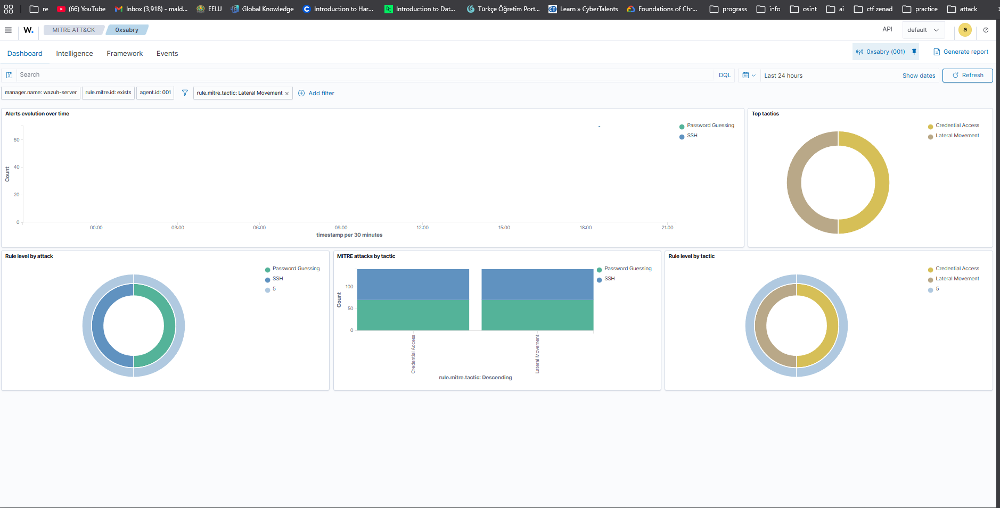 re (66) YouTube Inbox (3,918) - mald... EELU Global Knowledge Introduction to Har... Introduction to Dat... Türkçe Öğretim Port... Learn » CyberTalents Foundations of Chr... prograss info osint ai ctf zenad practice attack
W. MITRE ATT&CK 0xsabry API default a
Dashboard Intelligence Framework Events 0xsabry (001) Generate report
Search DQL Last 24 hours Show dates Refresh
manager.name: wazuh-server rule.mitre.id: exists agent.id: 001 rule.mitre.tactic: Lateral Movement × Add filter
Alerts evolution over time
Password Guessing
SSH
60
40
20
0
Count
00:00 03:00 06:00 09:00 12:00 15:00 18:00 21:00
timestamp per 30 minutes
Top tactics
Credential Access
Lateral Movement
Rule level by attack
Password Guessing
SSH
5
MITRE attacks by tactic
Password Guessing
SSH
100
50
0
Count
Credential Access
Lateral Movement
rule.mitre.tactic: Descending
Rule level by tactic
Credential Access
Lateral Movement
5